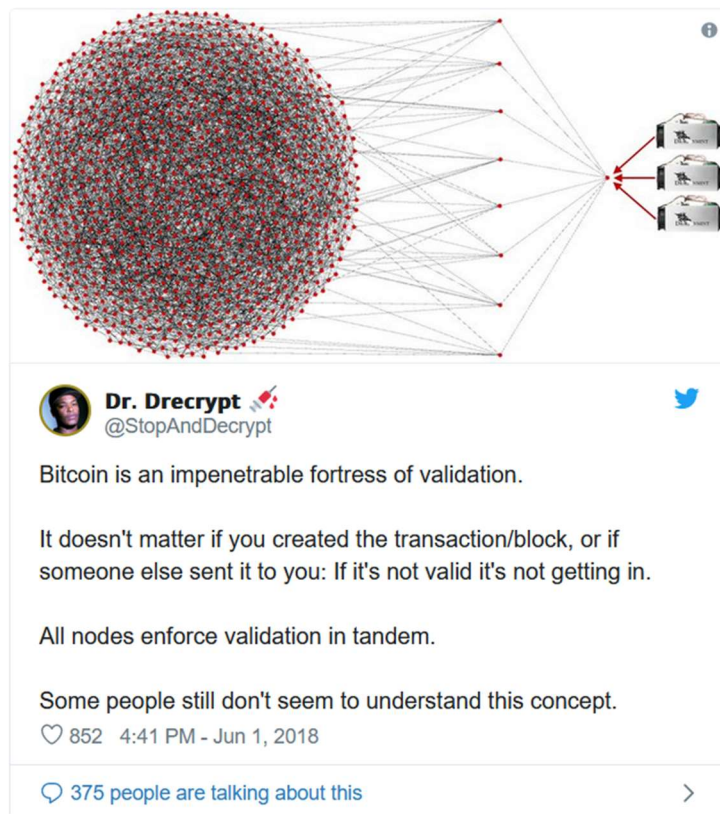 Dr. Drecrypt
@StopAndDecrypt
Bitcoin is an impenetrable fortress of validation.
It doesn't matter if you created the transaction/block, or if
someone else sent it to you: If it's not valid it's not getting in.
All nodes enforce validation in tandem.
Some people still don't seem to understand this concept.
852 4:41 PM - Jun 1, 2018
375 people are talking about this